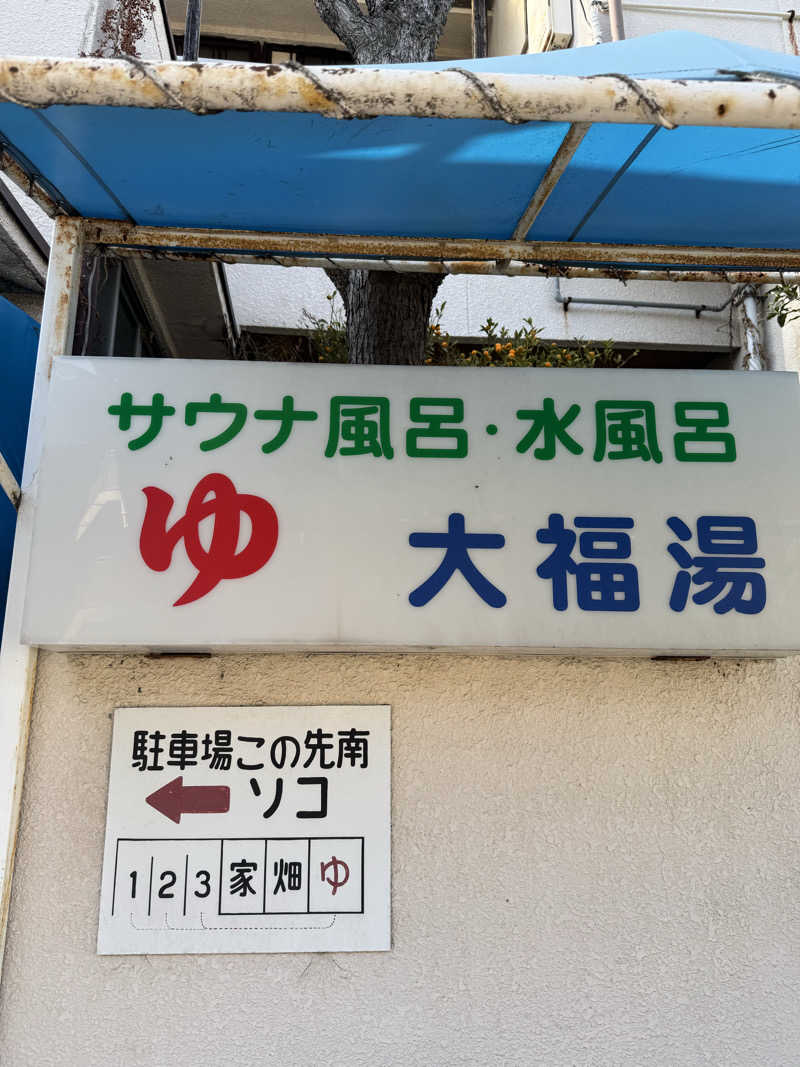 サウナ風呂・水風呂
ゆ 大福湯
駐車場この先南
ソコ
1 2 3 家 畑 ゆ